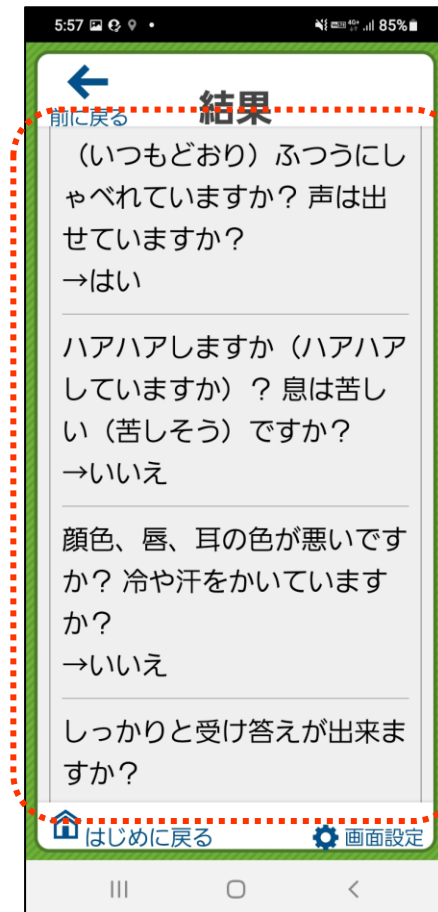 5:57
85%
前に戻る
結果
（いつもどおり）ふつうにし
ゃべれていますか？ 声は出
せていますか？
→はい
ハアハアしますか（ハアハア
していますか）？ 息は苦し
い（苦しそう）ですか？
→いいえ
顔色、唇、耳の色が悪いです
か？ 冷や汗をかいています
か？
→いいえ
しっかりと受け答えが出来ま
すか？
はじめに戻る
画面設定